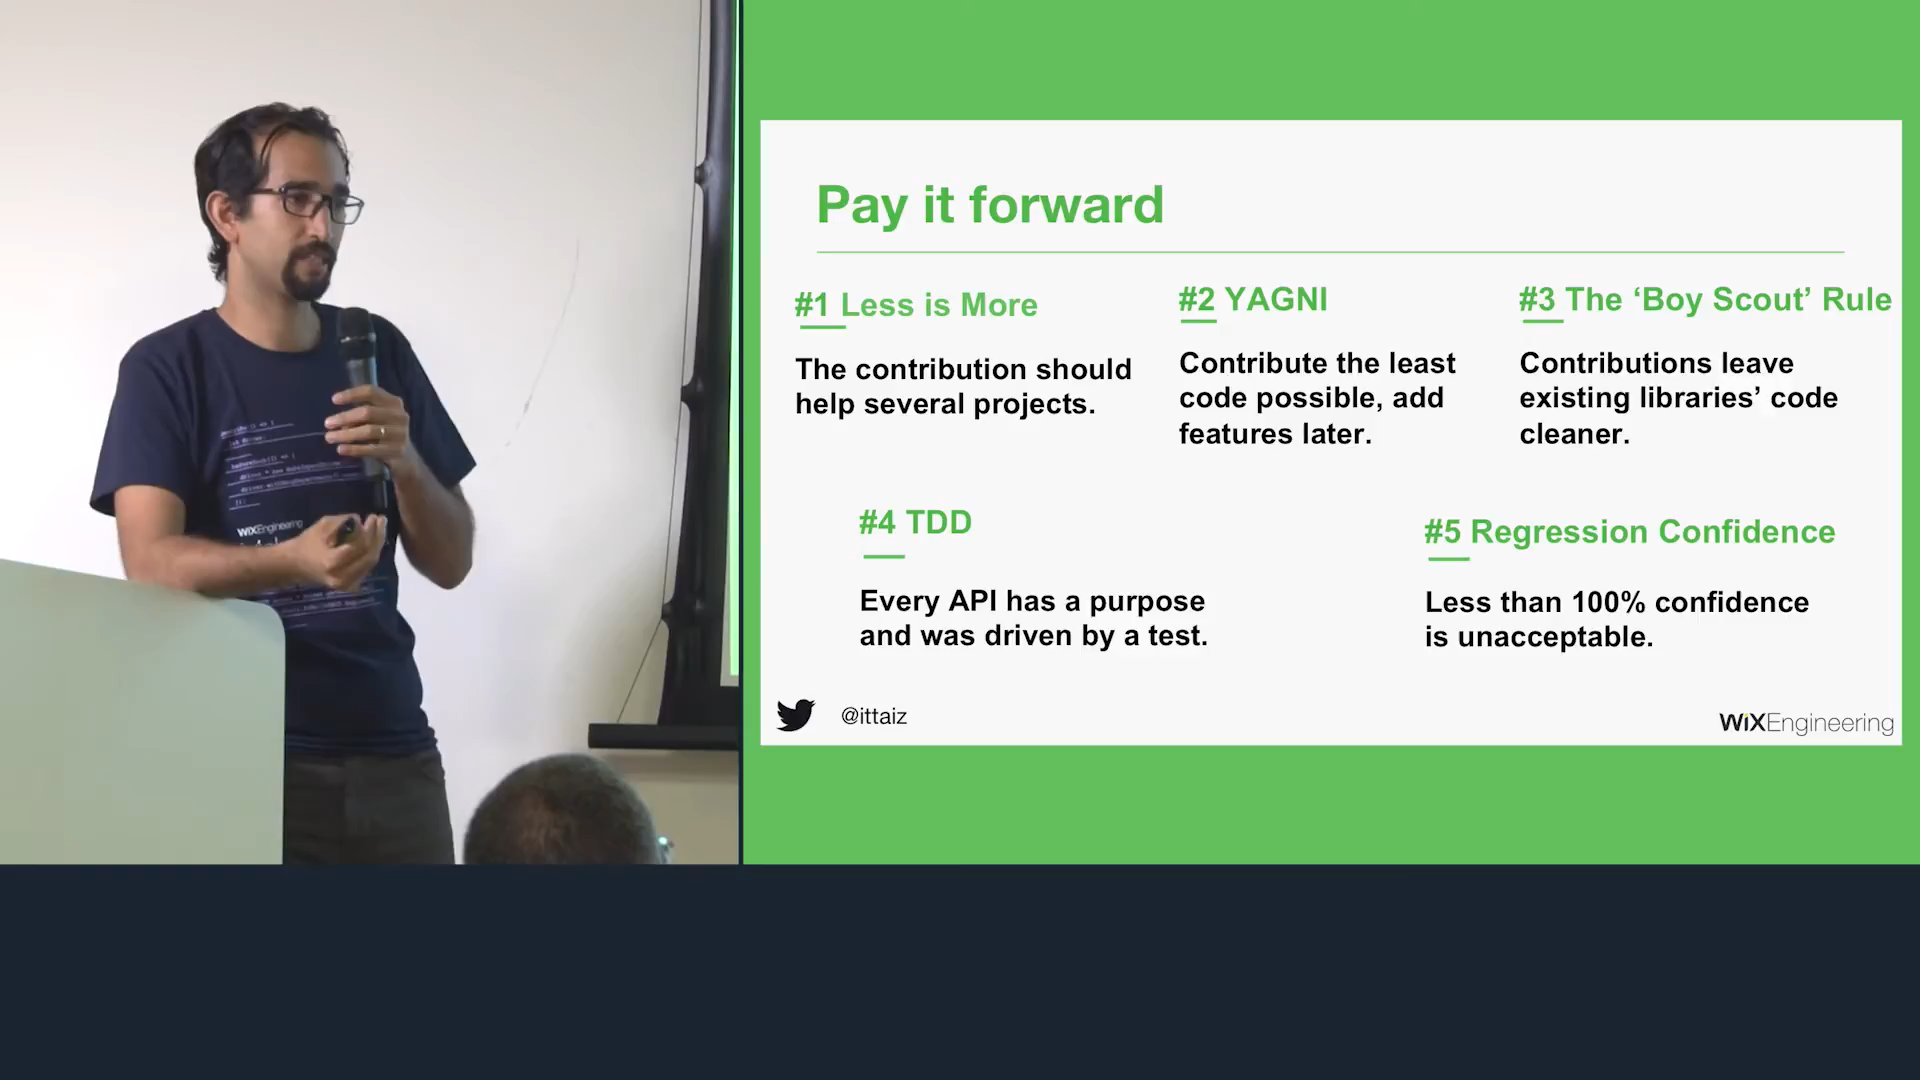 Pay it forward
#1 Less is More
The contribution should
help several projects.
#2 YAGNI
Contribute the least
code possible, add
features later.
#3 The ‘Boy Scout’ Rule
Contributions leave
existing libraries’ code
cleaner.
#4 TDD
Every API has a purpose
and was driven by a test.
#5 Regression Confidence
Less than 100% confidence
is unacceptable.
@ittaiz
WiXEngineering
WiXEngineering